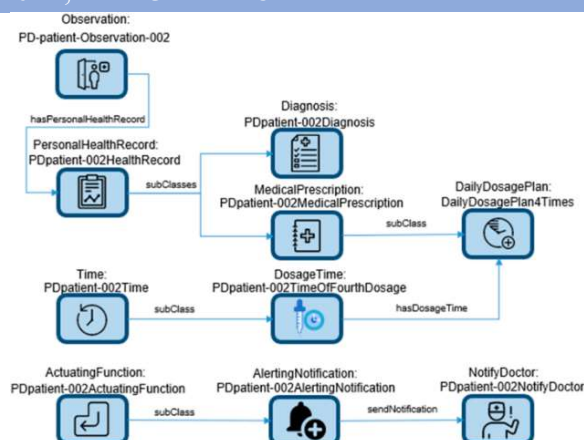 Observation:
PD-patient-Observation-002
hasPersonalHealthRecord
PersonalHealthRecord:
PDpatient-002HealthRecord
subClasses
Diagnosis:
PDpatient-002Diagnosis
MedicalPrescription:
PDpatient-002MedicalPrescription
subClass
DailyDosagePlan:
DailyDosagePlan4Times
Time:
PDpatient-002Time
subClass
DosageTime:
PDpatient-002TimeOfFourthDosage
hasDosageTime
ActuatingFunction:
PDpatient-002ActuatingFunction
subClass
AlertingNotification:
PDpatient-002AlertingNotification
sendNotification
NotifyDoctor:
PDpatient-002NotifyDoctor